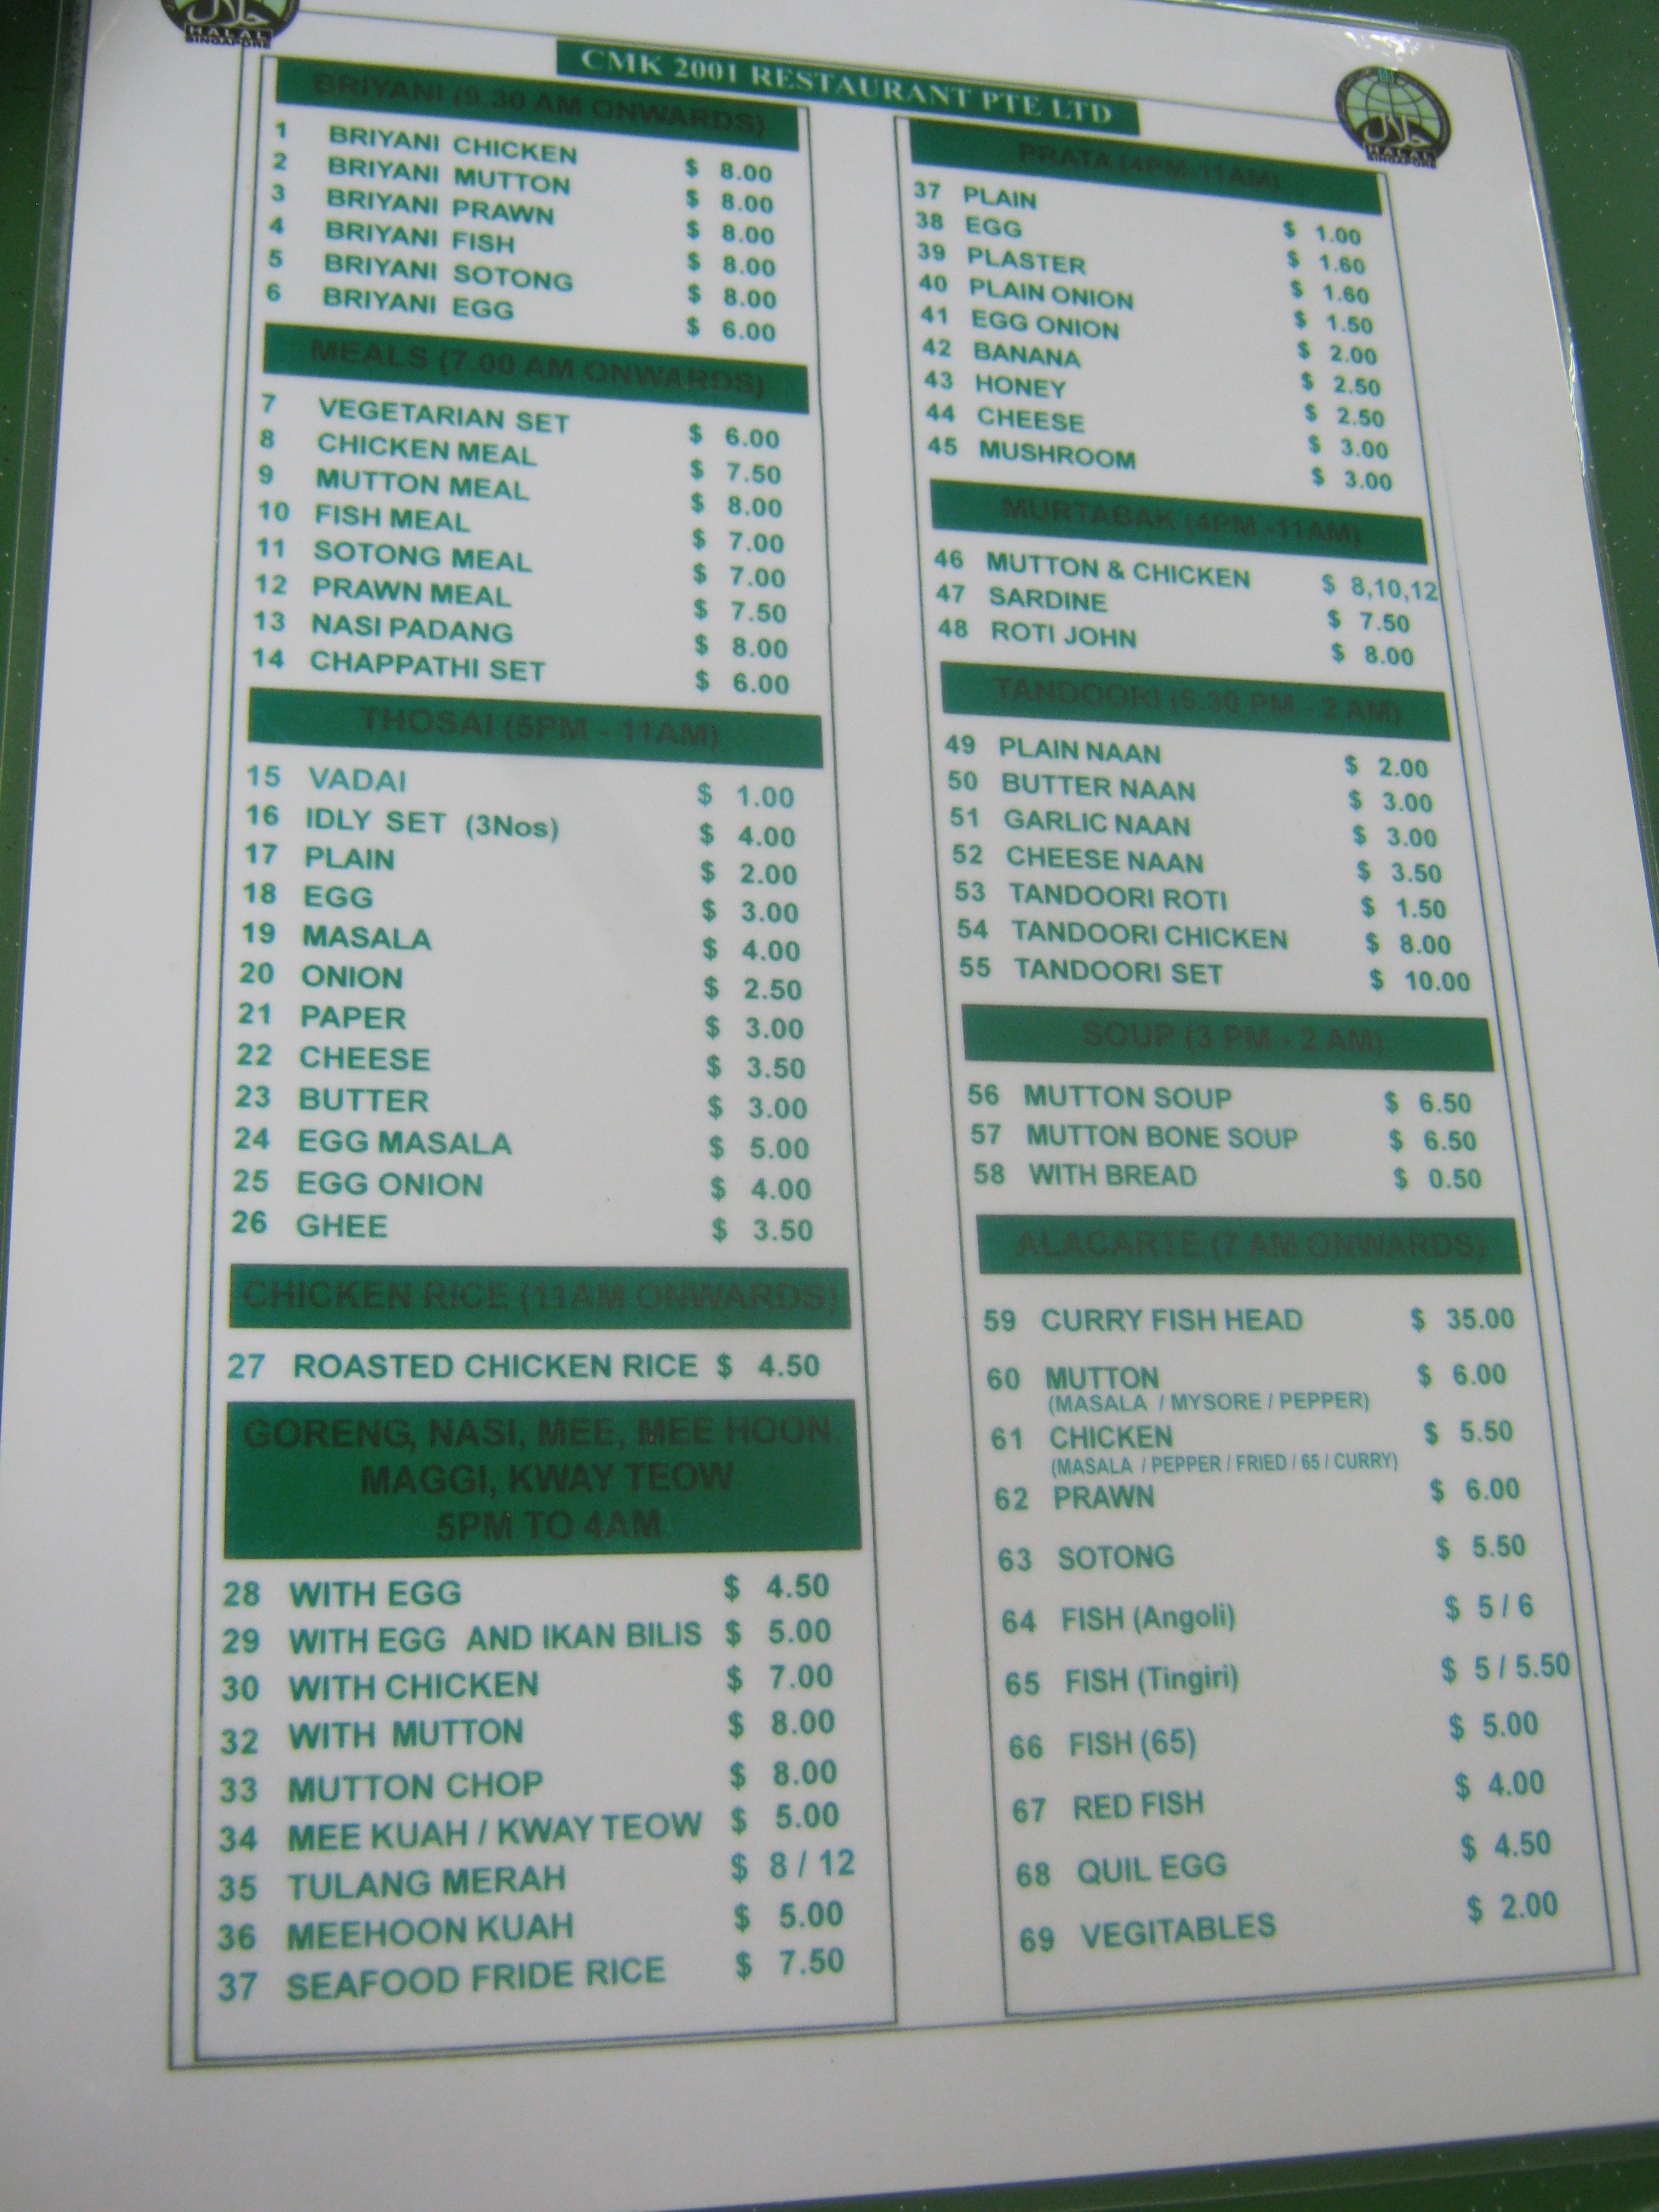 HALAL
SINGAPORE
CMK 2001 RESTAURANT PTE LTD
HALAL
SINGAPORE
BRIYANI (9.30 AM ONWARDS)
1 BRIYANI CHICKEN $ 8.00
2 BRIYANI MUTTON $ 8.00
3 BRIYANI PRAWN $ 8.00
4 BRIYANI FISH $ 8.00
5 BRIYANI SOTONG $ 8.00
6 BRIYANI EGG $ 6.00
MEALS (7.00 AM ONWARDS)
7 VEGETARIAN SET $ 6.00
8 CHICKEN MEAL $ 7.50
9 MUTTON MEAL $ 8.00
10 FISH MEAL $ 7.00
11 SOTONG MEAL $ 7.00
12 PRAWN MEAL $ 7.50
13 NASI PADANG $ 8.00
14 CHAPPATHI SET $ 6.00
THOSAI (5PM - 11AM)
15 VADAI $ 1.00
16 IDLY SET (3Nos) $ 4.00
17 PLAIN $ 2.00
18 EGG $ 3.00
19 MASALA $ 4.00
20 ONION $ 2.50
21 PAPER $ 3.00
22 CHEESE $ 3.50
23 BUTTER $ 3.00
24 EGG MASALA $ 5.00
25 EGG ONION $ 4.00
26 GHEE $ 3.50
CHICKEN RICE (11AM ONWARDS)
27 ROASTED CHICKEN RICE $ 4.50
GORENG, NASI, MEE, MEE HOON,
MAGGI, KWAY TEOW
5PM TO 4AM
28 WITH EGG $ 4.50
29 WITH EGG AND IKAN BILIS $ 5.00
30 WITH CHICKEN $ 7.00
32 WITH MUTTON $ 8.00
33 MUTTON CHOP $ 8.00
34 MEE KUAH / KWAY TEOW $ 5.00
35 TULANG MERAH $ 8 / 12
36 MEEHOON KUAH $ 5.00
37 SEAFOOD FRIDE RICE $ 7.50
PRATA (4PM-11AM)
37 PLAIN $ 1.00
38 EGG $ 1.60
39 PLASTER $ 1.60
40 PLAIN ONION $ 1.50
41 EGG ONION $ 2.00
42 BANANA $ 2.50
43 HONEY $ 2.50
44 CHEESE $ 3.00
45 MUSHROOM $ 3.00
MURTABAK (4PM -11AM)
46 MUTTON & CHICKEN $ 8,10,12
47 SARDINE $ 7.50
48 ROTI JOHN $ 8.00
TANDOORI (5.30 PM - 2 AM)
49 PLAIN NAAN $ 2.00
50 BUTTER NAAN $ 3.00
51 GARLIC NAAN $ 3.00
52 CHEESE NAAN $ 3.50
53 TANDOORI ROTI $ 1.50
54 TANDOORI CHICKEN $ 8.00
55 TANDOORI SET $ 10.00
SOUP (3 PM - 2 AM)
56 MUTTON SOUP $ 6.50
57 MUTTON BONE SOUP $ 6.50
58 WITH BREAD $ 0.50
ALACARTE (7 AM ONWARDS)
59 CURRY FISH HEAD $ 35.00
60 MUTTON $ 6.00
(MASALA / MYSORE / PEPPER)
61 CHICKEN $ 5.50
(MASALA / PEPPER / FRIED / 65 / CURRY)
62 PRAWN $ 6.00
63 SOTONG $ 5.50
64 FISH (Angoli) $ 5 / 6
65 FISH (Tingiri) $ 5 / 5.50
66 FISH (65) $ 5.00
67 RED FISH $ 4.00
68 QUIL EGG $ 4.50
69 VEGITABLES $ 2.00